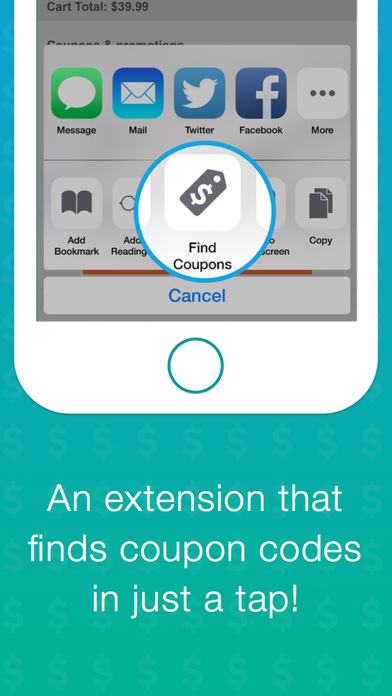 Cart Total: $39.99
Coupons & promotions
Message Mail Twitter Facebook More
Add Bookmark
Add Reading
Find Coupons
o Screen
Copy
Cancel
An extension that
finds coupon codes
in just a tap!